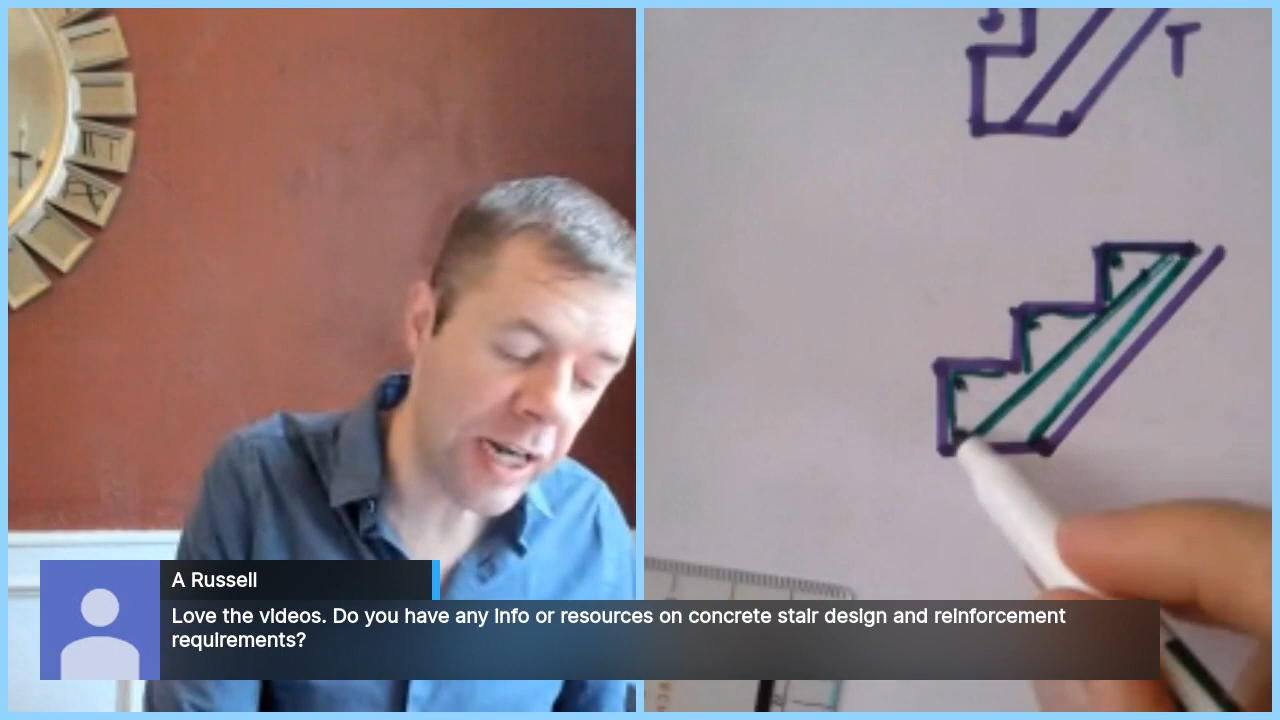 T
A Russell
Love the videos. Do you have any info or resources on concrete stair design and reinforcement
requirements?